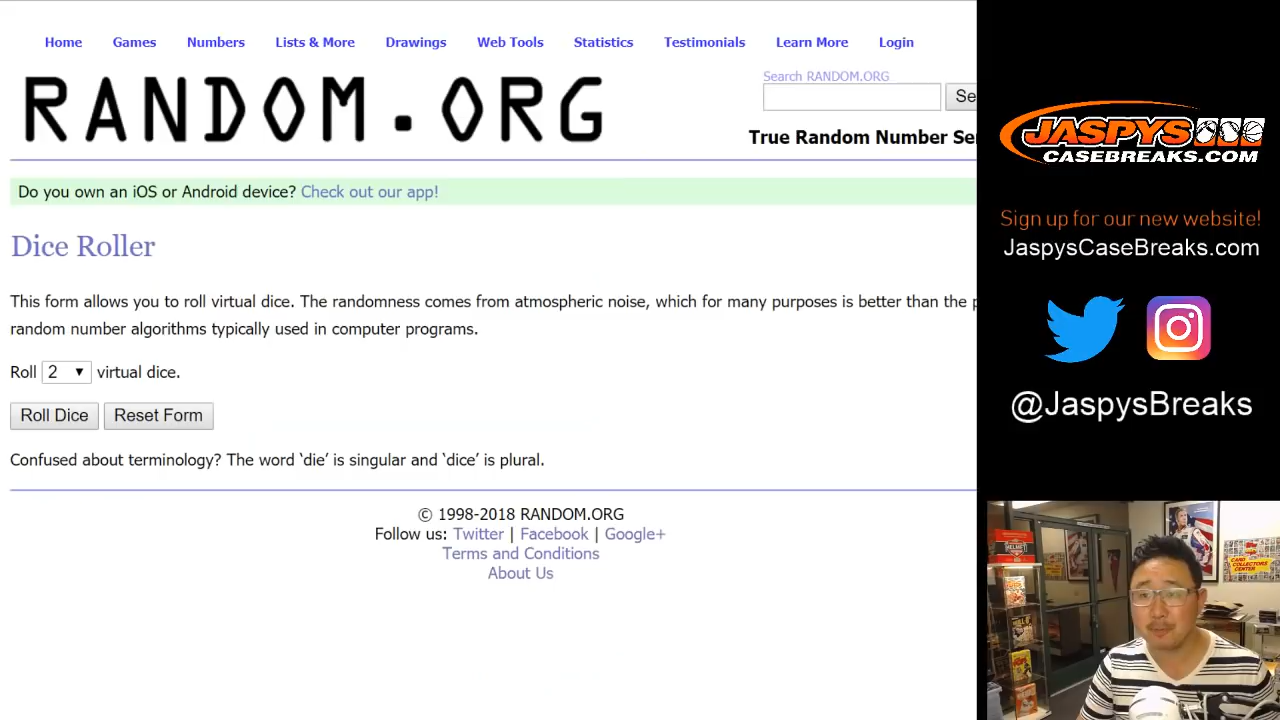 Home Games Numbers Lists & More Drawings Web Tools Statistics Testimonials Learn More Login
RANDOM.ORG
Search RANDOM.ORG
Se
True Random Number Se
Do you own an iOS or Android device? Check out our app!
Dice Roller
This form allows you to roll virtual dice. The randomness comes from atmospheric noise, which for many purposes is better than the p
random number algorithms typically used in computer programs.
Roll 2 virtual dice.
Roll Dice Reset Form
Confused about terminology? The word ‘die’ is singular and ‘dice’ is plural.
© 1998-2018 RANDOM.ORG
Follow us: Twitter | Facebook | Google+
Terms and Conditions
About Us
JASPYS
CASEBREAKS.COM
Sign up for our new website!
JaspysCaseBreaks.com
@JaspysBreaks